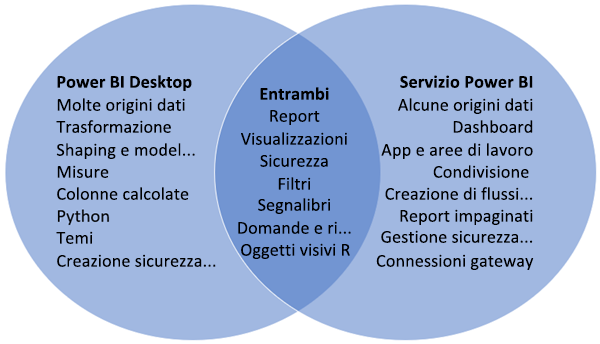 Power BI Desktop
Molte origini dati
Trasformazione
Shaping e model...
Misure
Colonne calcolate
Python
Temi
Creazione sicurezza...
Entrambi
Report
Visualizzazioni
Sicurezza
Filtri
Segnalibri
Domande e ri...
Oggetti visivi R
Servizio Power BI
Alcune origini dati
Dashboard
App e aree di lavoro
Condivisione
Creazione di flussi...
Report impaginati
Gestione sicurezza...
Connessioni gateway